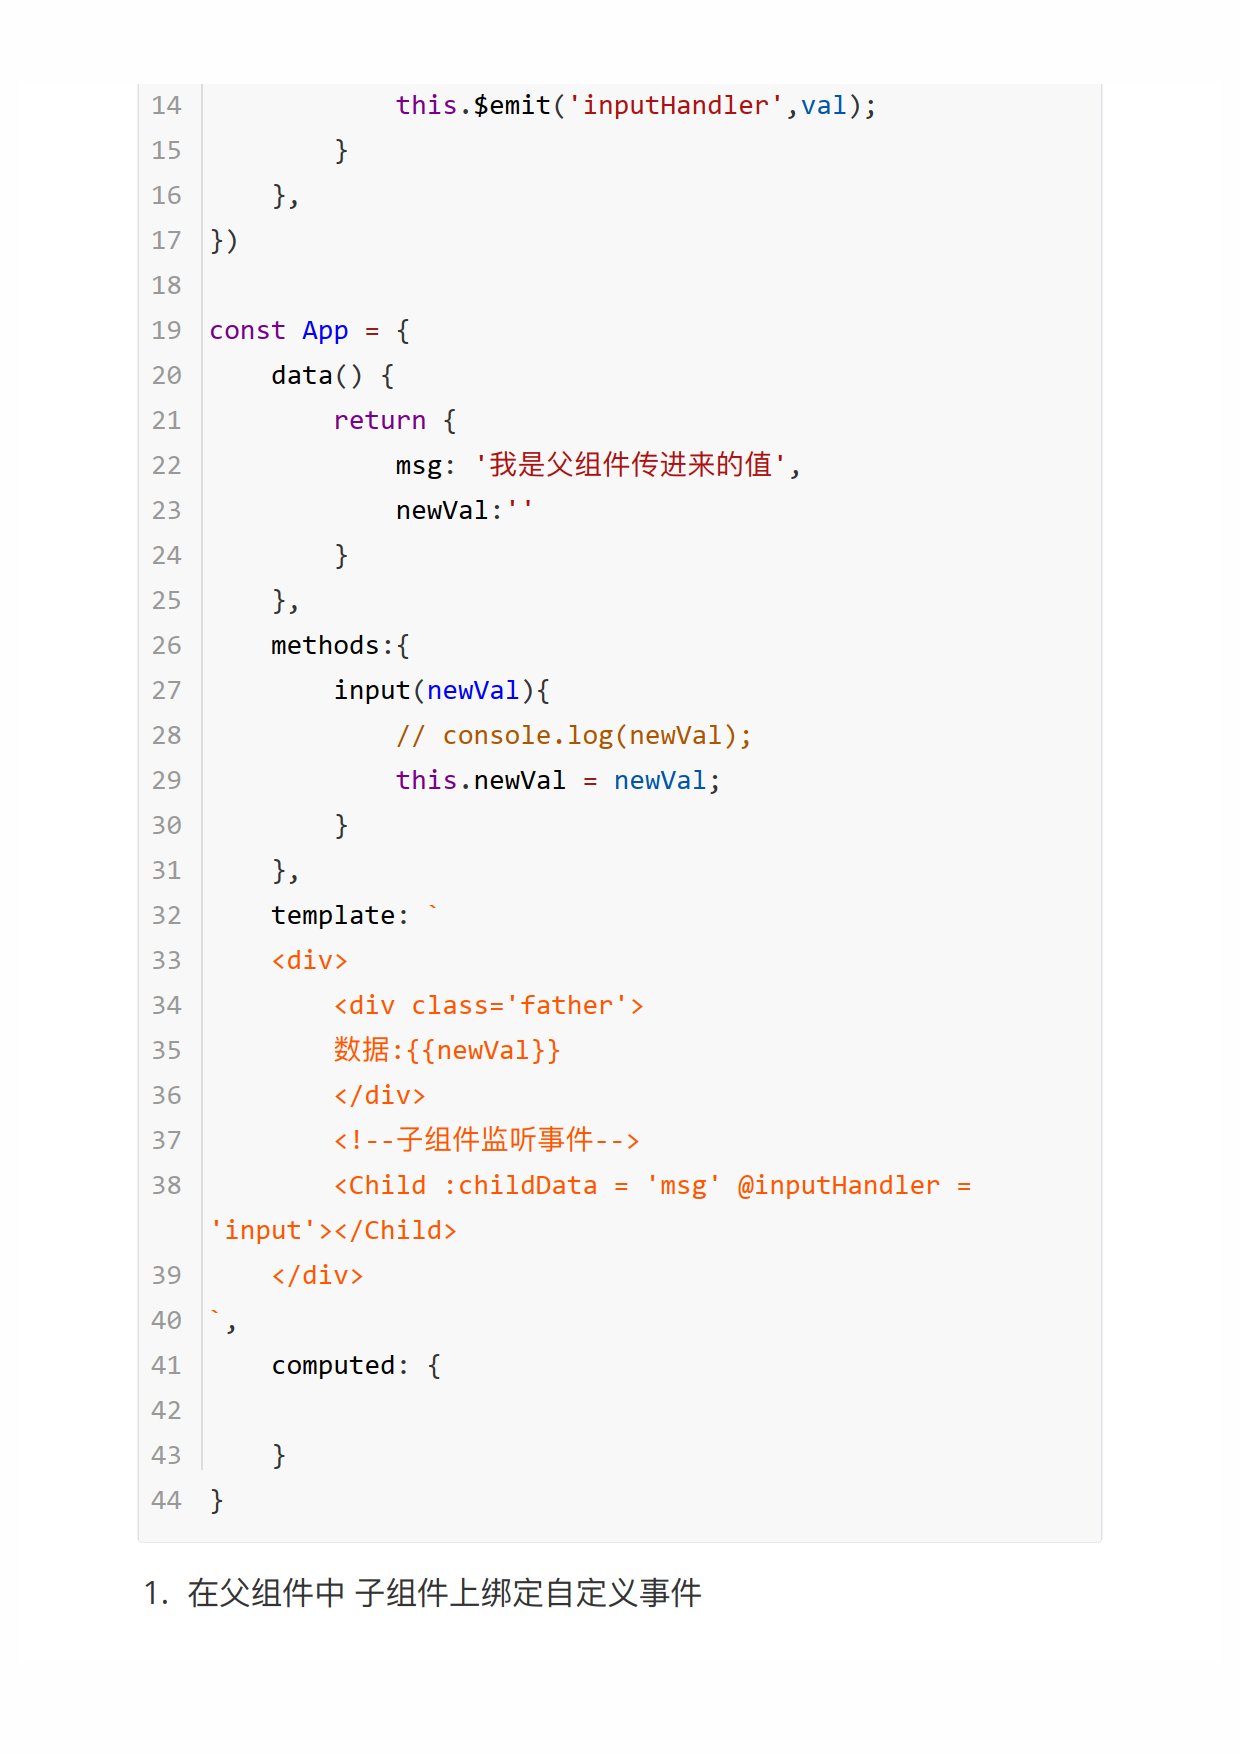 14             this.$emit('inputHandler',val);
15         }
16     },
17 })
18
19 const App = {
20     data() {
21         return {
22             msg: '我是父组件传进来的值',
23             newVal:''
24         }
25     },
26     methods:{
27         input(newVal){
28             // console.log(newVal);
29             this.newVal = newVal;
30         }
31     },
32     template: `
33     <div>
34         <div class='father'>
35         数据:{{newVal}}
36         </div>
37         <!--子组件监听事件-->
38         <Child :childData = 'msg' @inputHandler =
'input'></Child>
39     </div>
40 `,
41     computed: {
42
43     }
44 }
1. 在父组件中 子组件上绑定自定义事件